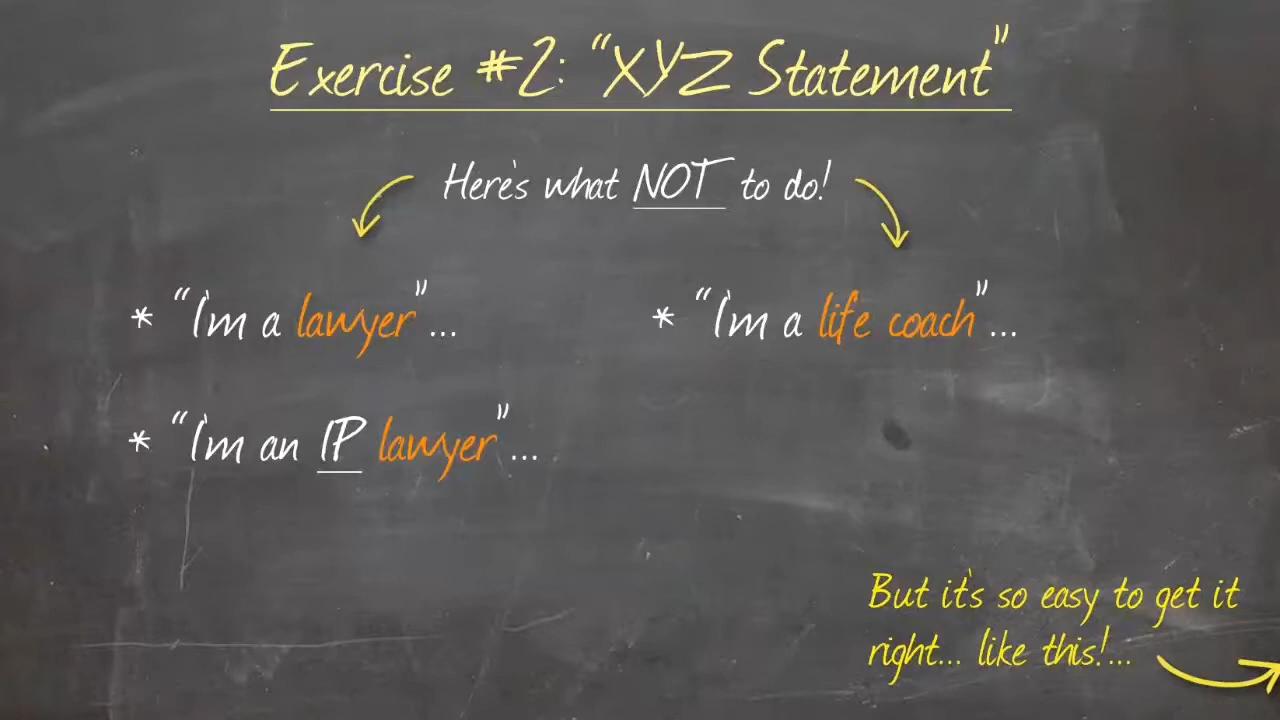 Exercise #2: "XYZ Statement"
Here's what NOT to do!
* "I'm a lawyer"...
* "I'm a life coach"...
* "I'm an IP lawyer"...
But it's so easy to get it
right... like this!...